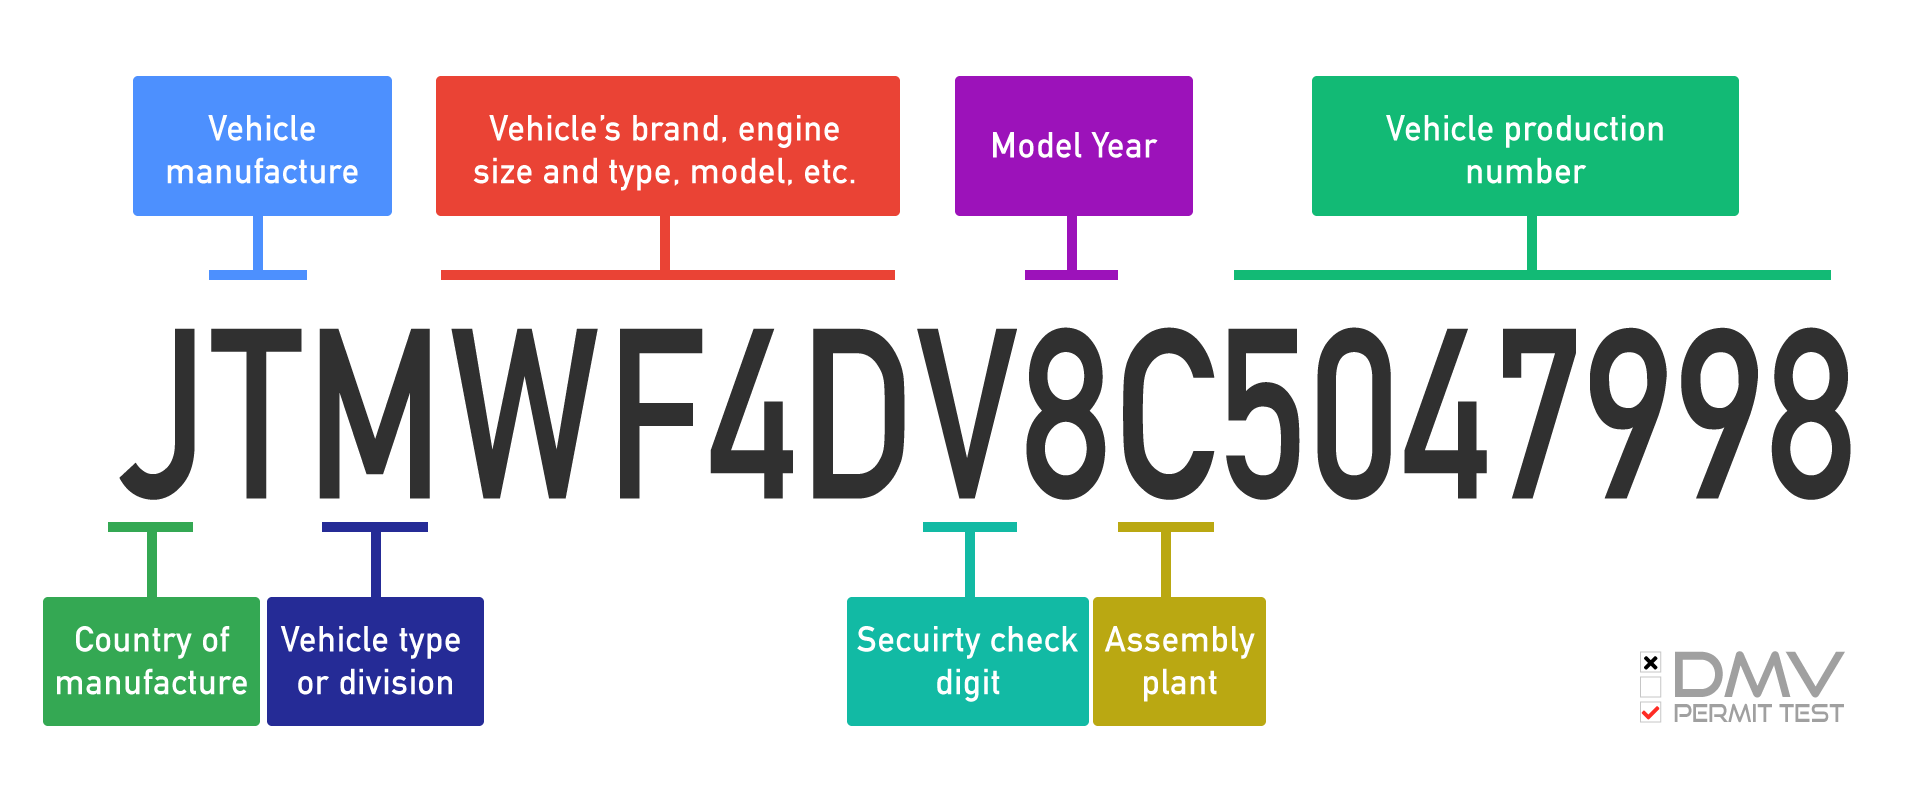 Vehicle
manufacture
Vehicle's brand, engine
size and type, model, etc.
Model Year
Vehicle production
number
JTMWF4DV8C5047998
Country of
manufacture
Vehicle type
or division
Secuirty check
digit
Assembly
plant
DMV
PERMIT TEST